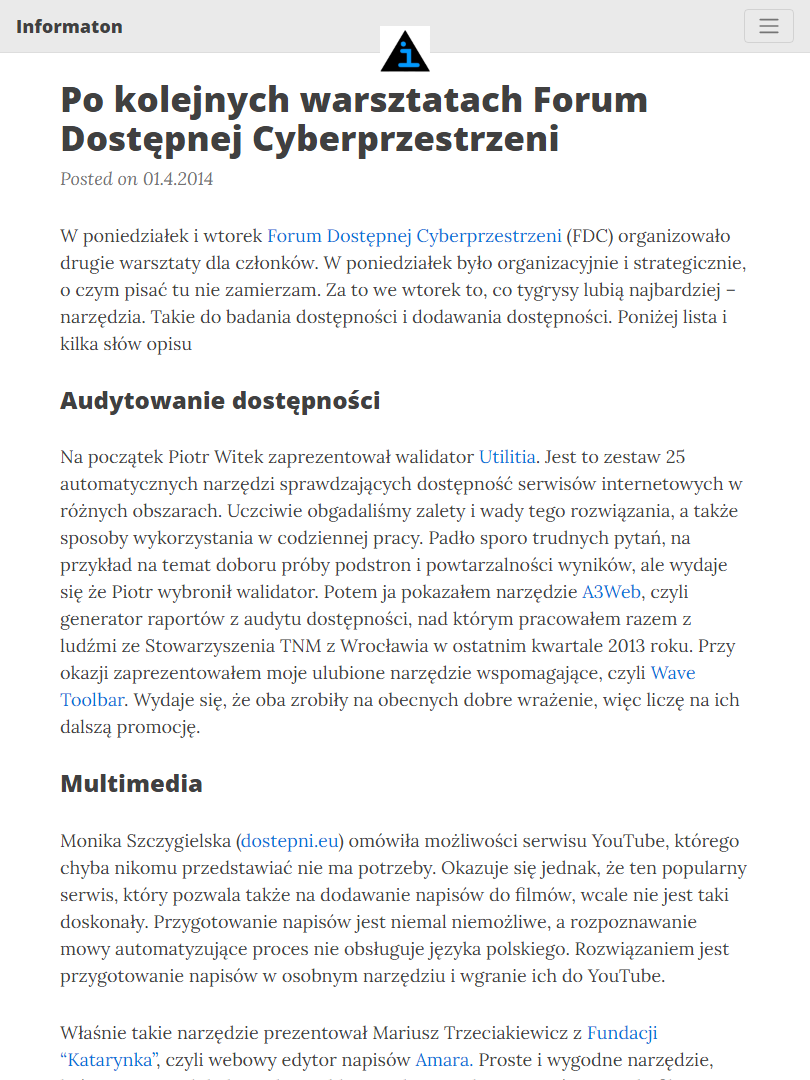 Informaton
i
Po kolejnych warsztatach Forum
Dostępnej Cyberprzestrzeni
Posted on 01.4.2014
W poniedziałek i wtorek Forum Dostępnej Cyberprzestrzeni (FDC) organizowało
drugie warsztaty dla członków. W poniedziałek było organizacyjnie i strategicznie,
o czym pisać tu nie zamierzam. Za to we wtorek to, co tygrysy lubią najbardziej –
narzędzia. Takie do badania dostępności i dodawania dostępności. Poniżej lista i
kilka słów opisu
Audytowanie dostępności
Na początek Piotr Witek zaprezentował walidator Utilitia. Jest to zestaw 25
automatycznych narzędzi sprawdzających dostępność serwisów internetowych w
różnych obszarach. Uczciwie obgadaliśmy zalety i wady tego rozwiązania, a także
sposoby wykorzystania w codziennej pracy. Padło sporo trudnych pytań, na
przykład na temat doboru próby podstron i powtarzalności wyników, ale wydaje
się że Piotr wybronił walidator. Potem ja pokazałem narzędzie A3Web, czyli
generator raportów z audytu dostępności, nad którym pracowałem razem z
ludźmi ze Stowarzyszenia TNM z Wrocławia w ostatnim kwartale 2013 roku. Przy
okazji zaprezentowałem moje ulubione narzędzie wspomagające, czyli Wave
Toolbar. Wydaje się, że oba zrobiły na obecnych dobre wrażenie, więc liczę na ich
dalszą promocję.
Multimedia
Monika Szczygielska (dostepni.eu) omówiła możliwości serwisu YouTube, którego
chyba nikomu przedstawiać nie ma potrzeby. Okazuje się jednak, że ten popularny
serwis, który pozwala także na dodawanie napisów do filmów, wcale nie jest taki
doskonały. Przygotowanie napisów jest niemal niemożliwe, a rozpoznawanie
mowy automatyzujące proces nie obsługuje języka polskiego. Rozwiązaniem jest
przygotowanie napisów w osobnym narzędziu i wgranie ich do YouTube.
Właśnie takie narzędzie prezentował Mariusz Trzeciakiewicz z Fundacji
“Katarynka”, czyli webowy edytor napisów Amara. Proste i wygodne narzędzie,